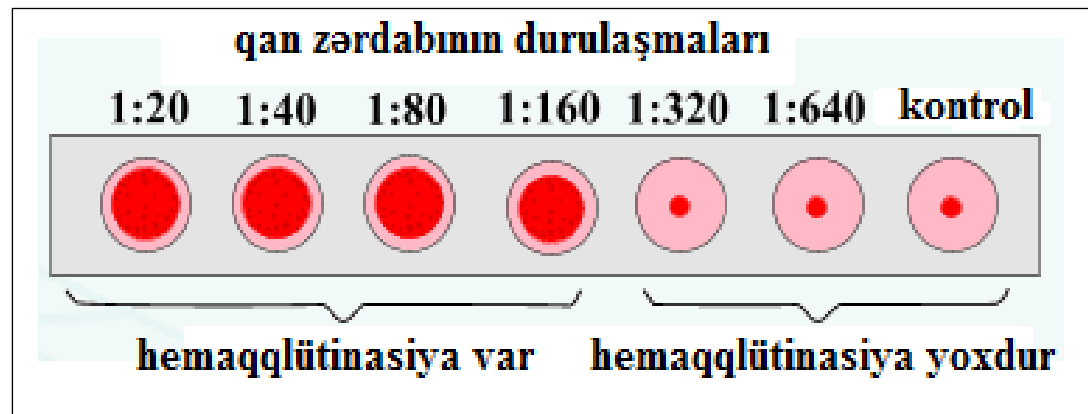 qan zərdabının durulaşmaları
1:20 1:40 1:80 1:160 1:320 1:640 kontrol
hemaqqlütinasiya var hemaqqlütinasiya yoxdur